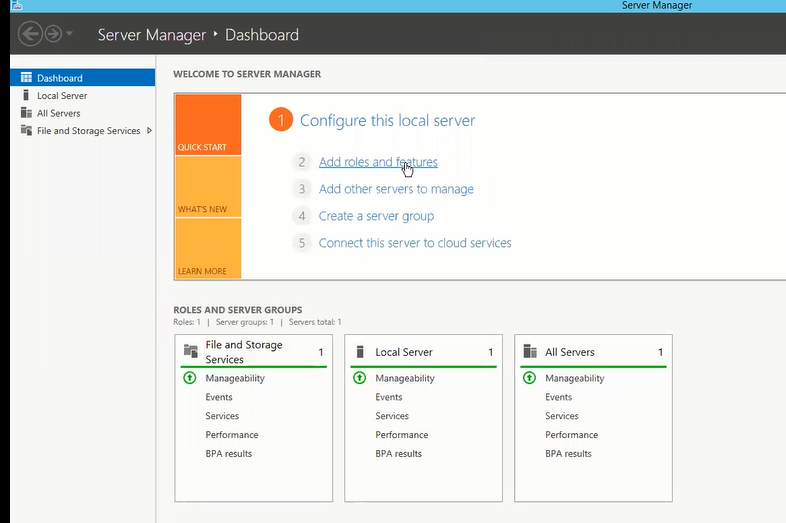 Server Manager
Server Manager ‣ Dashboard
Dashboard
Local Server
All Servers
File and Storage Services
WELCOME TO SERVER MANAGER
QUICK START
WHAT'S NEW
LEARN MORE
1 Configure this local server
2 Add roles and features
3 Add other servers to manage
4 Create a server group
5 Connect this server to cloud services
ROLES AND SERVER GROUPS
Roles: 1 | Server groups: 1 | Servers total: 1
File and Storage
Services 1
Manageability
Events
Services
Performance
BPA results
Local Server 1
Manageability
Events
Services
Performance
BPA results
All Servers 1
Manageability
Events
Services
Performance
BPA results